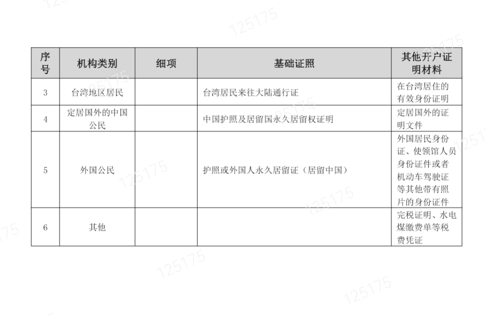 序号 机构类别 细项 基础证照 其他开户证明材料
3 台湾地区居民 台湾居民来往大陆通行证 在台湾居住的有效身份证明
4 定居国外的中国公民 中国护照及居留国永久居留权证明 定居国外的证明文件
5 外国公民 护照或外国人永久居留证（居留中国） 外国居民身份证、使领馆人员身份证件或者机动车驾驶证等其他带有照片的身份证件
6 其他 完税证明、水电煤缴费单等税费凭证
125175
125175
125175
125175
125175
125175